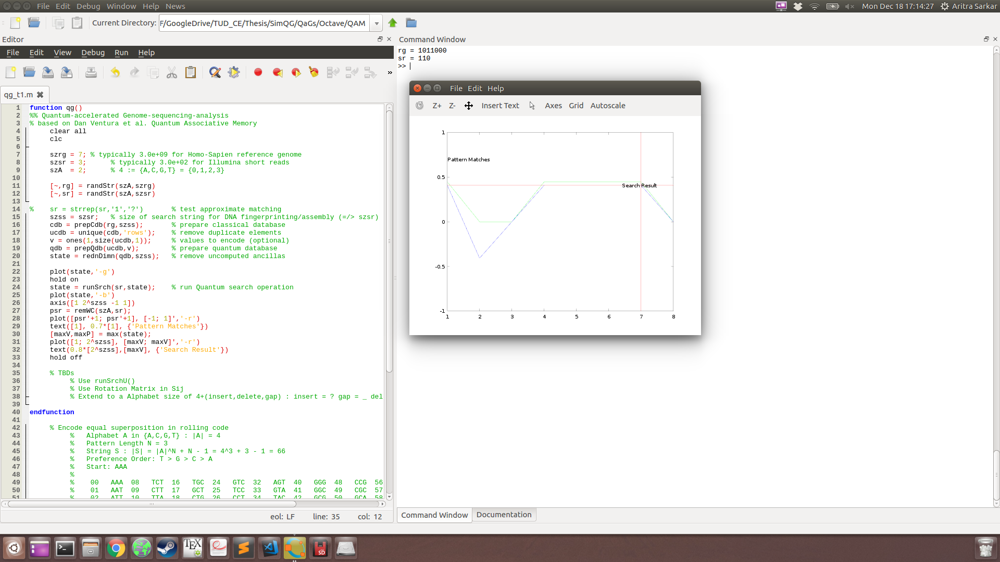 File Edit Debug Window Help News
Mon Dec 18 17:14:27 Aritra Sarkar
Current Directory: F/GoogleDrive/TUD_CE/Thesis/SimQG/QaGs/Octave/QAM
Editor
File Edit View Debug Run Help
»
qg_t1.m
1 function qg()
2 %% Quantum-accelerated Genome-sequencing-analysis
3 % based on Dan Ventura et al. Quantum Associative Memory
4 clear all
5 clc
6
7 szrg = 7; % typically 3.0e+09 for Homo-Sapien reference genome
8 szsr = 3; % typically 3.0e+02 for Illumina short reads
9 szA = 2; % 4 := {A,C,G,T} = {0,1,2,3}
10
11 [~,rg] = randStr(szA,szrg)
12 [~,sr] = randStr(szA,szsr)
13
14 % sr = strrep(sr,'1','?') % test approximate matching
15 szss = szsr; % size of search string for DNA fingerprinting/assembly (=/> szsr)
16 cdb = prepCdb(rg,szss); % prepare classical database
17 ucdb = unique(cdb,'rows'); % remove duplicate elements
18 v = ones(1,size(ucdb,1)); % values to encode (optional)
19 qdb = prepQdb(ucdb,v); % prepare quantum database
20 state = rednDimn(qdb,szss); % remove uncomputed ancillas
21
22 plot(state,'-g')
23 hold on
24 state = runSrch(sr,state); % run Quantum search operation
25 plot(state,'-b')
26 axis([1 2^szss -1 1])
27 psr = remWC(szA,sr);
28 plot([psr'+1; psr'+1], [-1; 1]','-r')
29 text([1], 0.7*[1], {'Pattern Matches'})
30 [maxV,maxP] = max(state);
31 plot([1; 2^szss], [maxV; maxV]','-r')
32 text(0.8*[2^szss],[maxV], {'Search Result'})
33 hold off
34
35 % TBDs
36 % Use runSrchU()
37 % Use Rotation Matrix in Sij
38 % Extend to a Alphabet size of 4+(insert,delete,gap) : insert = ? gap = _ del
39
40 endfunction
41
42 % Encode equal superposition in rolling code
43 % Alphabet A in {A,C,G,T} : |A| = 4
44 % Pattern Length N = 3
45 % String S : |S| = |A|^N + N - 1 = 4^3 + 3 - 1 = 66
46 % Preference Order: T > G > C > A
47 % Start: AAA
48 %
49 % 00 AAA 08 TCT 16 TGC 24 GTC 32 AGT 40 GGG 48 CCG 56
50 % 01 AAT 09 CTT 17 GCT 25 TCC 33 GTA 41 GGC 49 CGC 57
51 % 02 ATT 10 TTA 18 CTG 26 CCT 34 TAC 42 GCG 50 GCA 58
eol: LF line: 35 col: 12
Command Window
rg = 1011000
sr = 110
>>
File Edit Help
Z+ Z- Insert Text Axes Grid Autoscale
1
Pattern Matches
0.5
Search Result
0
-0.5
-1
1 2 3 4 5 6 7 8
Command Window Documentation
TEX
SD